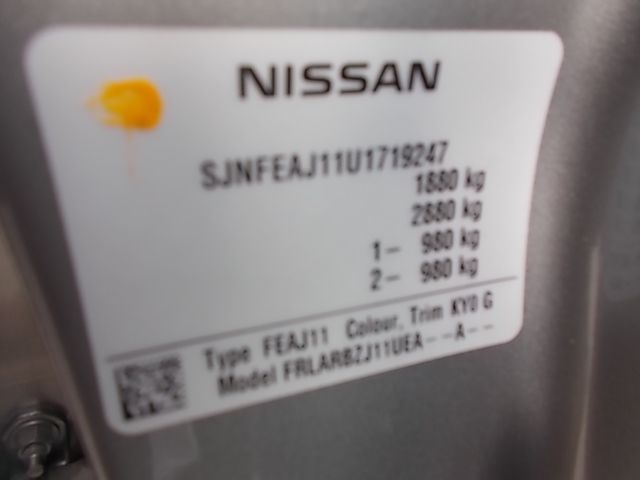 NISSAN
SJNFEAJ11U1719247
1880 kg
2880 kg
1- 980 kg
2- 980 kg
Type FEAJ11 Colour, Trim KY0 G
Model FRLARBZJ11UEA--A--